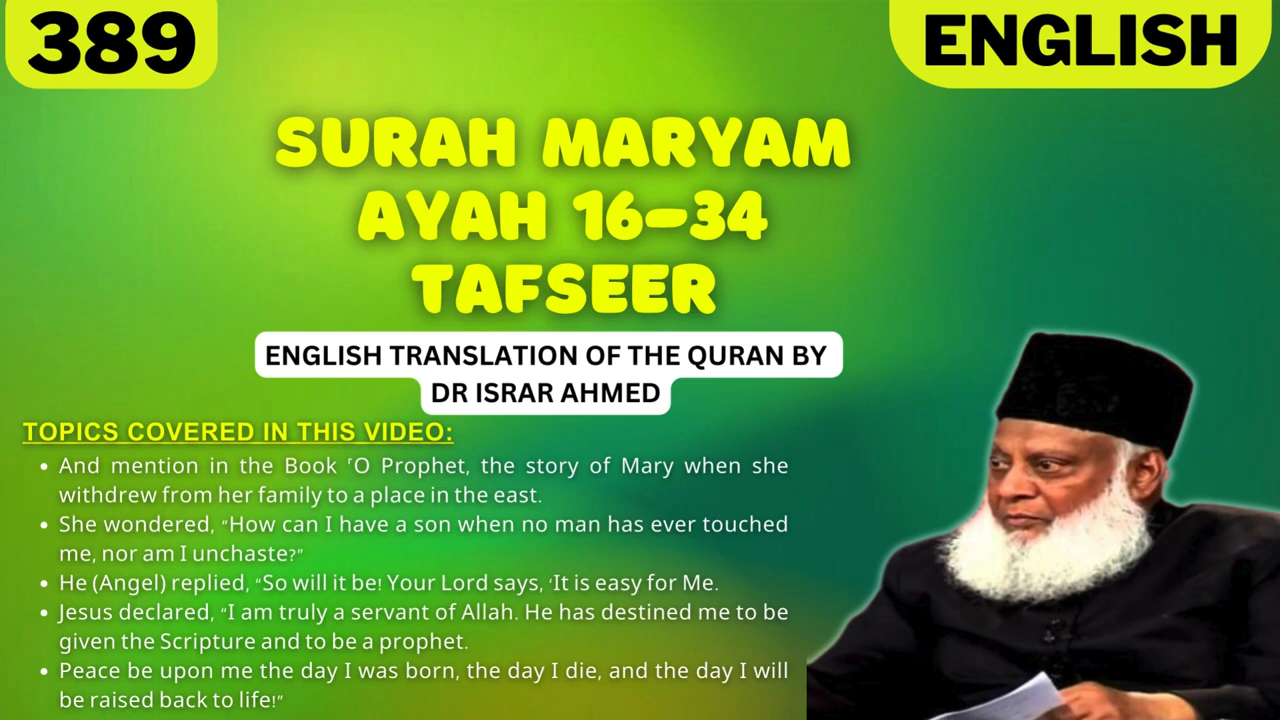 389
ENGLISH
SURAH MARYAM
AYAH 16-34
TAFSEER
ENGLISH TRANSLATION OF THE QURAN BY
DR ISRAR AHMED
TOPICS COVERED IN THIS VIDEO:
• And mention in the Book ˹O Prophet, the story of Mary when she
withdrew from her family to a place in the east.
• She wondered, “How can I have a son when no man has ever touched
me, nor am I unchaste?”
• He (Angel) replied, “So will it be! Your Lord says, ‘It is easy for Me.
• Jesus declared, “I am truly a servant of Allah. He has destined me to be
given the Scripture and to be a prophet.
• Peace be upon me the day I was born, the day I die, and the day I will
be raised back to life!”